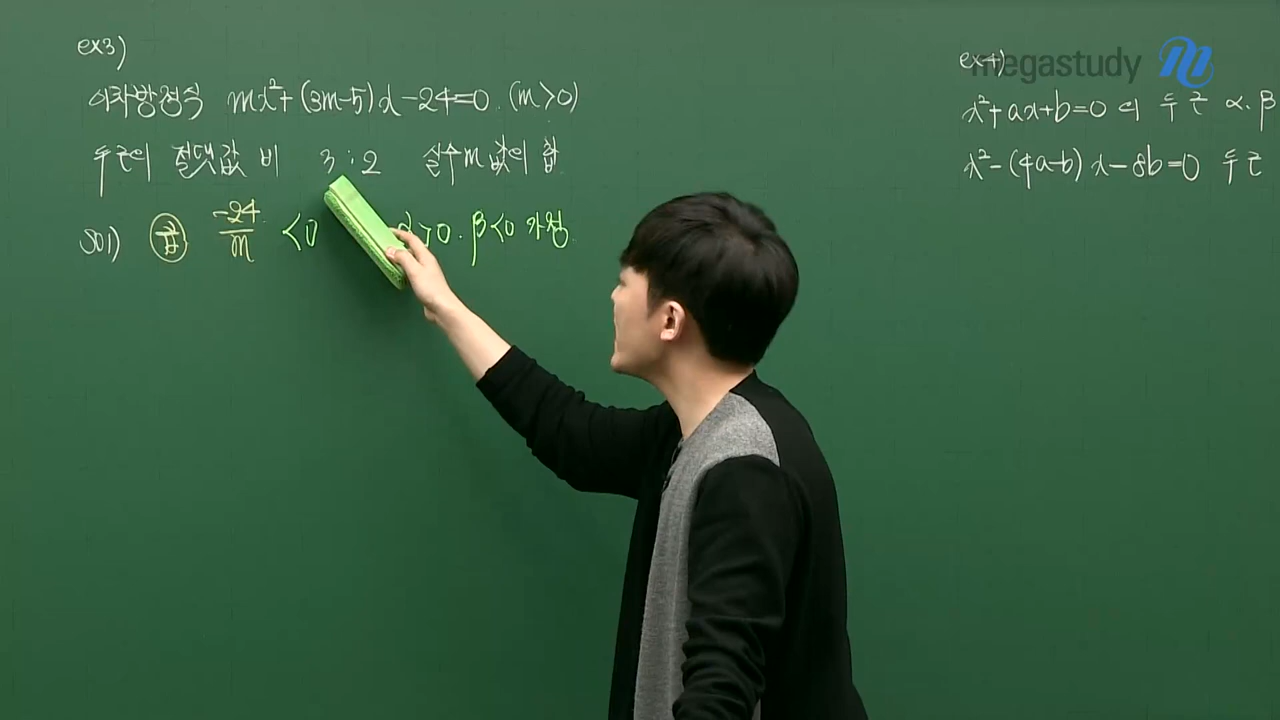 ex3)
이차방정식 mx²+(3m-5)x-24=0. (m>0)
두근의 절댓값 비 3:2 실수 m값의 합
sol) 곱 -24/m <0 α>0. β<0 가정.
megastudy
ex4)
x²+ax+b=0 의 두근 α. β
x²-(4a-b)x-8b=0 두근